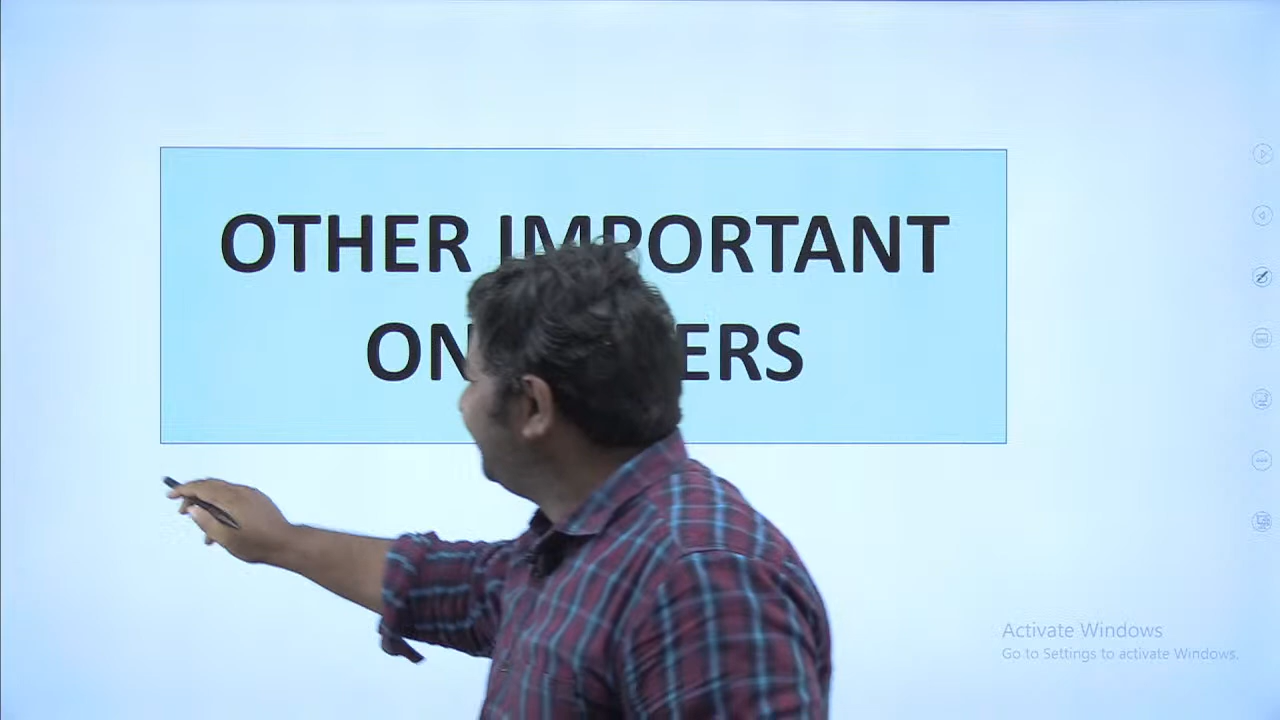 OTHER IMPORTANT
Activate Windows
Go to Settings to activate Windows.